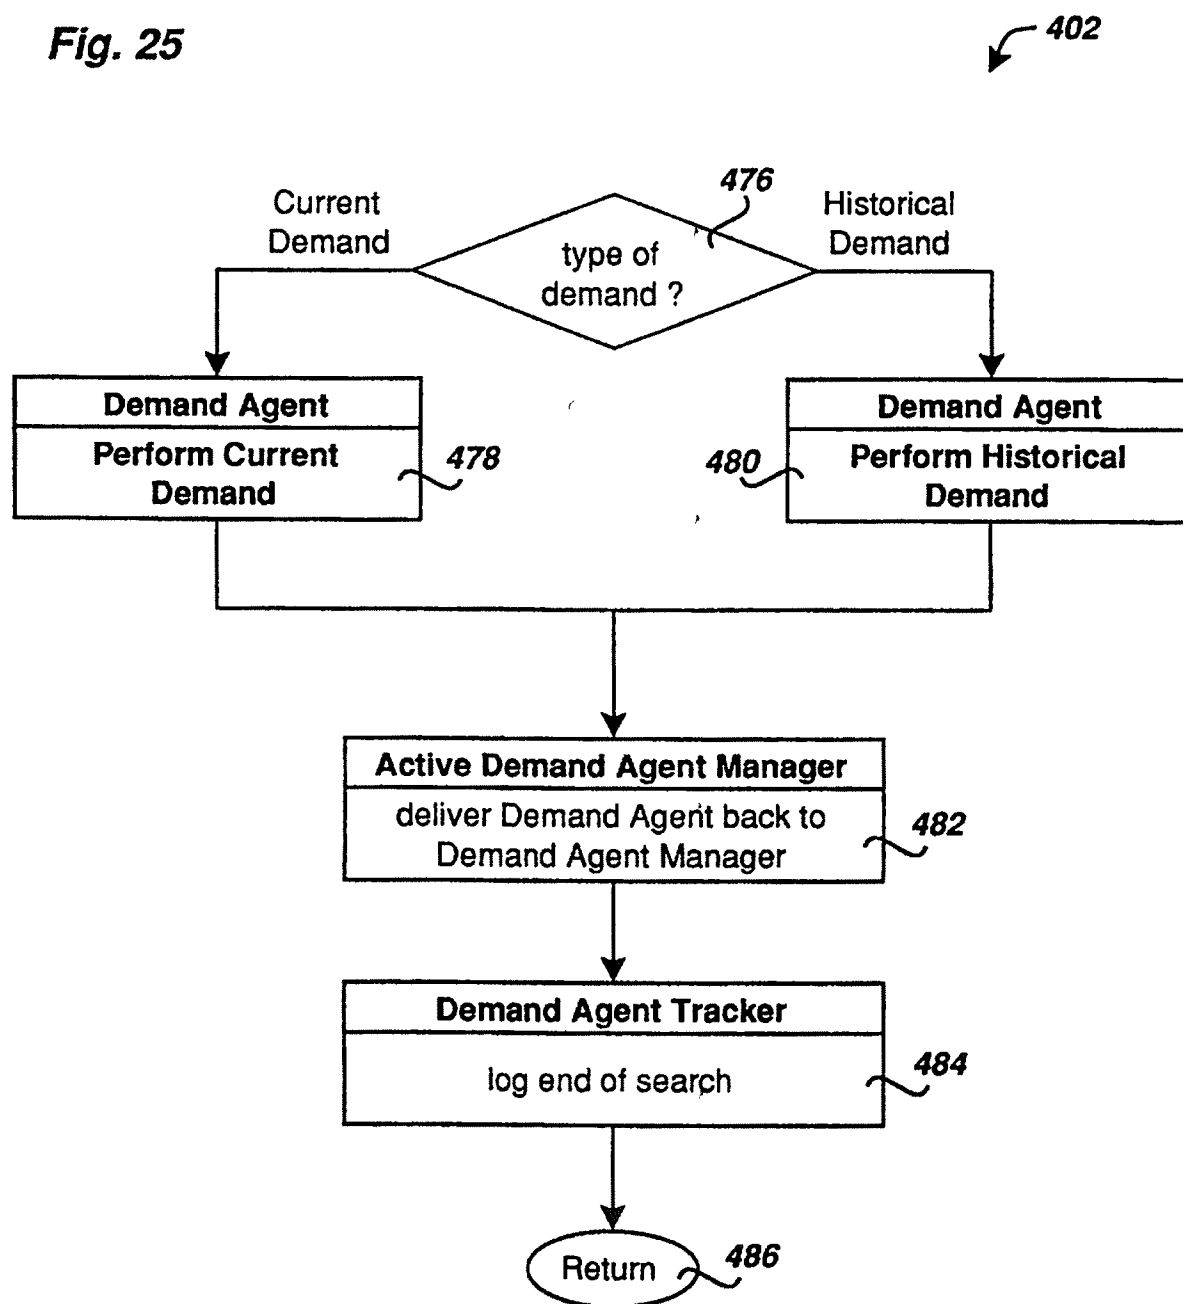 Fig. 25
402
476
Current
Demand
Historical
Demand
type of
demand ?
Demand Agent
Perform Current
Demand
478
Demand Agent
Perform Historical
Demand
480
Active Demand Agent Manager
deliver Demand Agent back to
Demand Agent Manager
482
Demand Agent Tracker
log end of search
484
Return
486